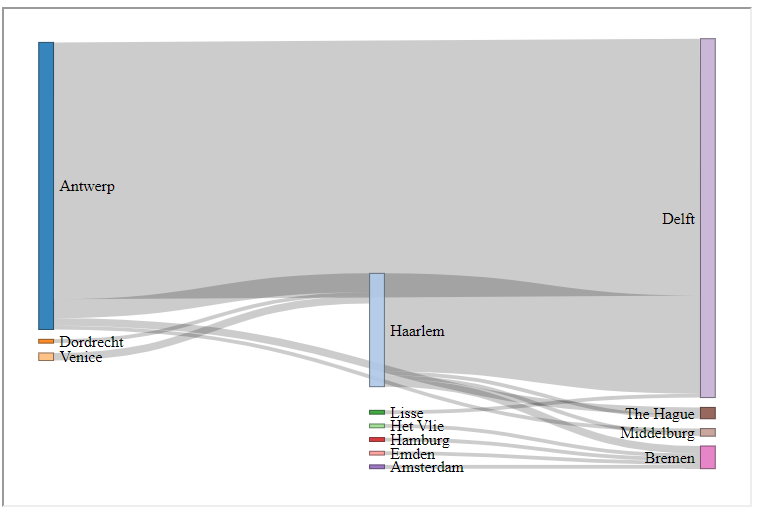 Antwerp
Delft
Haarlem
Dordrecht
Venice
Lisse
Het Vlie
Hamburg
Emden
Amsterdam
The Hague
Middelburg
Bremen